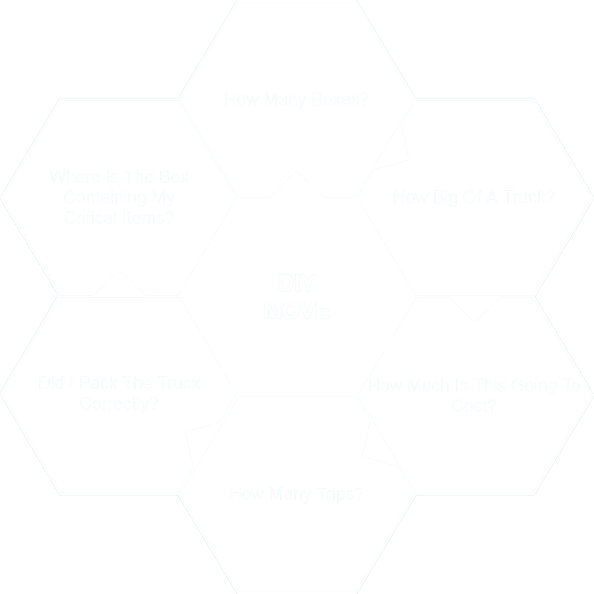 How Many Boxes?
Where Is The Box
Containing My
Critical Items?
How Big Of A Truck?
DIY
Move
Did I Pack The Truck
Correctly?
How Much Is This Going To
Cost?
How Many Trips?